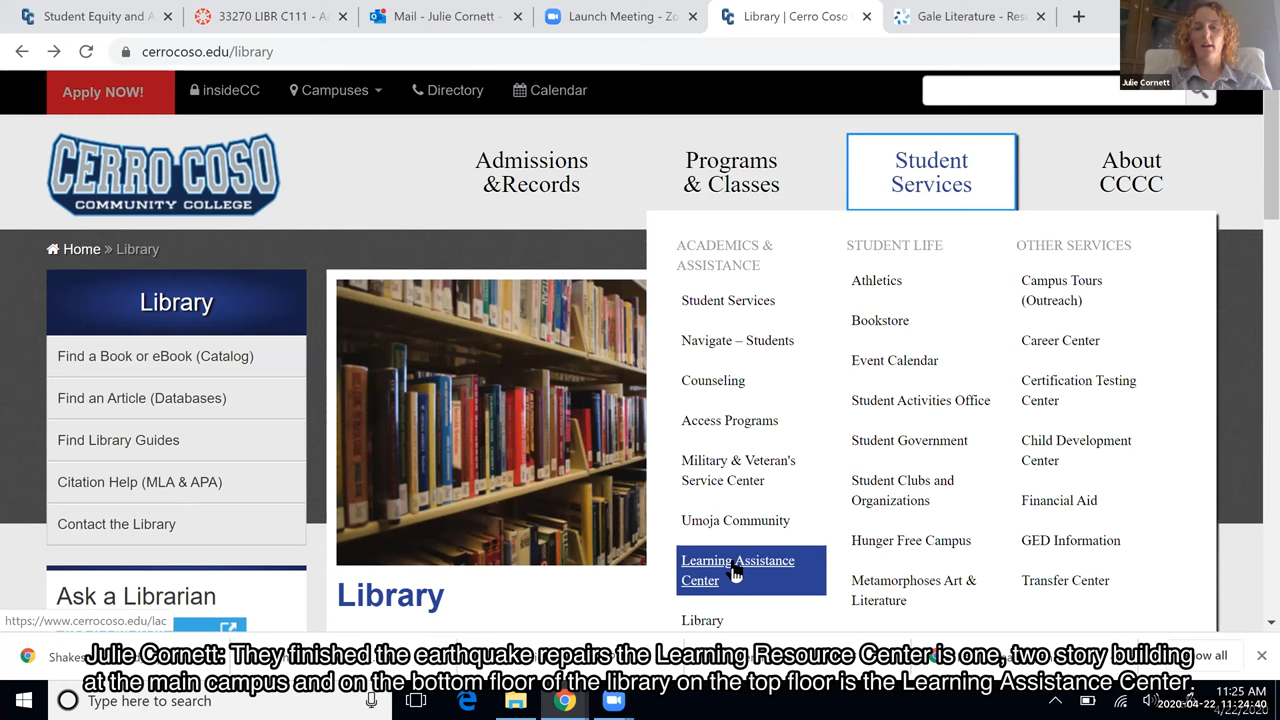 Student Equity and A
33270 LIBR C111 - A
Mail - Julie Cornett -
Launch Meeting - Zo
Library | Cerro Coso
Gale Literature - Res
cerrocoso.edu/library
Julie Cornett
Apply NOW!
insideCC
Campuses
Directory
Calendar
CERRO COSO
COMMUNITY COLLEGE
Admissions
&Records
Programs
& Classes
Student
Services
About
CCCC
Home » Library
Library
Find a Book or eBook (Catalog)
Find an Article (Databases)
Find Library Guides
Citation Help (MLA & APA)
Contact the Library
Ask a Librarian
Library
ACADEMICS &
ASSISTANCE
Student Services
Navigate – Students
Counseling
Access Programs
Military & Veteran's
Service Center
Umoja Community
Learning Assistance
Center
Library
STUDENT LIFE
Athletics
Bookstore
Event Calendar
Student Activities Office
Student Government
Student Clubs and
Organizations
Hunger Free Campus
Metamorphoses Art &
Literature
OTHER SERVICES
Campus Tours
(Outreach)
Career Center
Certification Testing
Center
Child Development
Center
Financial Aid
GED Information
Transfer Center
https://www.cerrocoso.edu/lac
Julie Cornett: They finished the earthquake repairs the Learning Resource Center is one, two story building
at the main campus and on the bottom floor of the library on the top floor is the Learning Assistance Center.
Type here to search
11:25 AM
2020-04-22 11:24:40